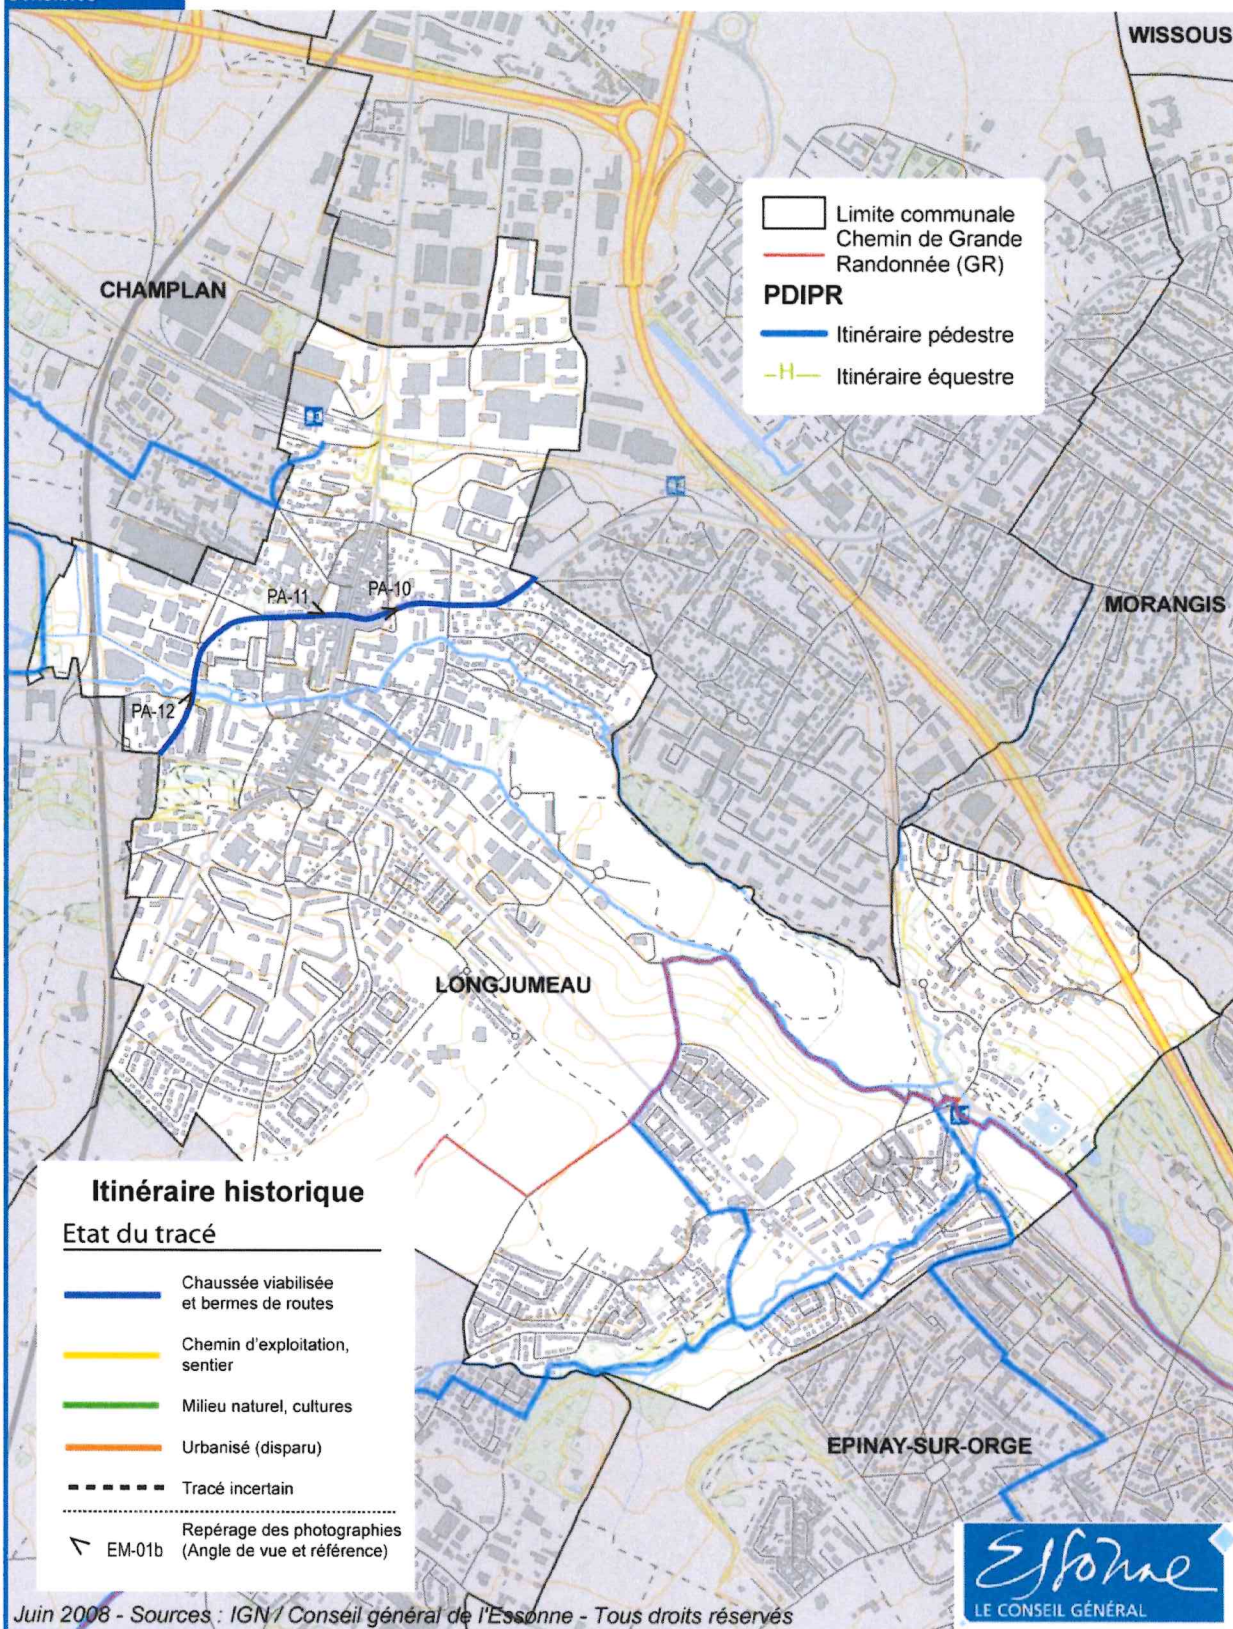 WISSOUS
Limite communale
Chemin de Grande
Randonnée (GR)
PDIPR
Itinéraire pédestre
-H- Itinéraire équestre
CHAMPLAN
PA-11
PA-10
MORANGIS
PA-12
LONGJUMEAU
Itinéraire historique
Etat du tracé
Chaussée viabilisée
et bermes de routes
Chemin d'exploitation,
sentier
Milieu naturel, cultures
Urbanisé (disparu)
Tracé incertain
Repérage des photographies
EM-01b (Angle de vue et référence)
EPINAY-SUR-ORGE
Essonne
LE CONSEIL GÉNÉRAL
Juin 2008 - Sources : IGN / Conseil général de l'Essonne - Tous droits réservés